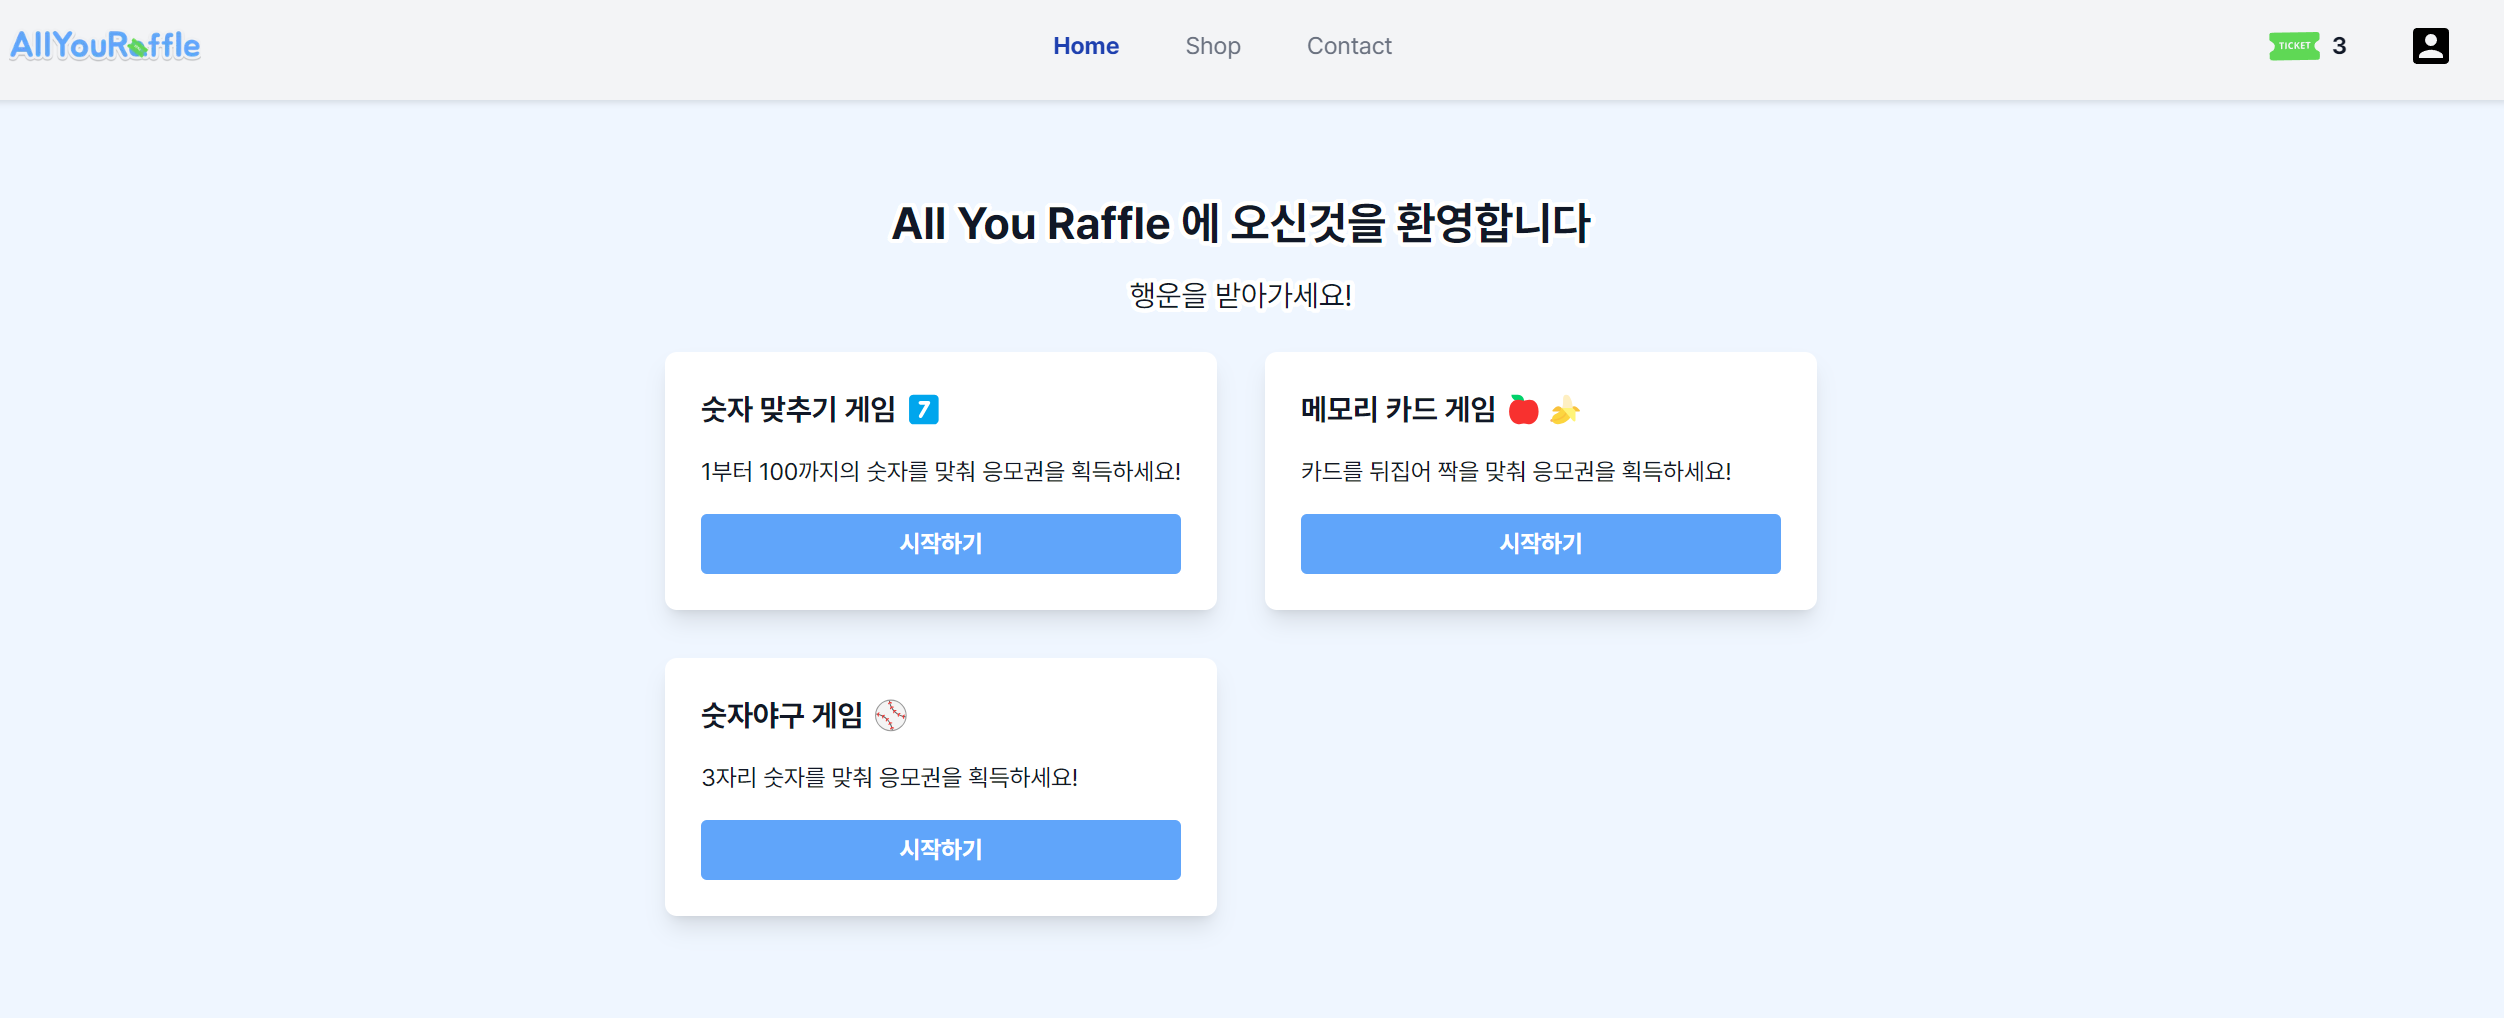 AllYouRaffle
Home Shop Contact
TICKET 3
All You Raffle 에 오신것을 환영합니다
행운을 받아가세요!
숫자 맞추기 게임 7
1부터 100까지의 숫자를 맞춰 응모권을 획득하세요!
시작하기
메모리 카드 게임
카드를 뒤집어 짝을 맞춰 응모권을 획득하세요!
시작하기
숫자야구 게임
3자리 숫자를 맞춰 응모권을 획득하세요!
시작하기